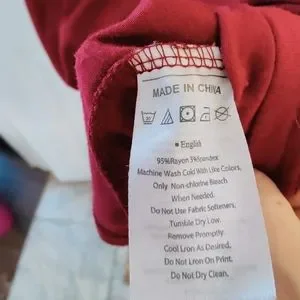 MADE IN CHINA
English
95%Rayon 5%Spandex
Machine Wash Cold With Like Colors,
Only Non-chlorine Bleach
When Needed.
Do Not Use Fabric Softeners,
Tumble Dry Low.
Remove Promptly.
Cool Lron As Desired,
Do Not Lron On Print.
Do Not Dry Clean.